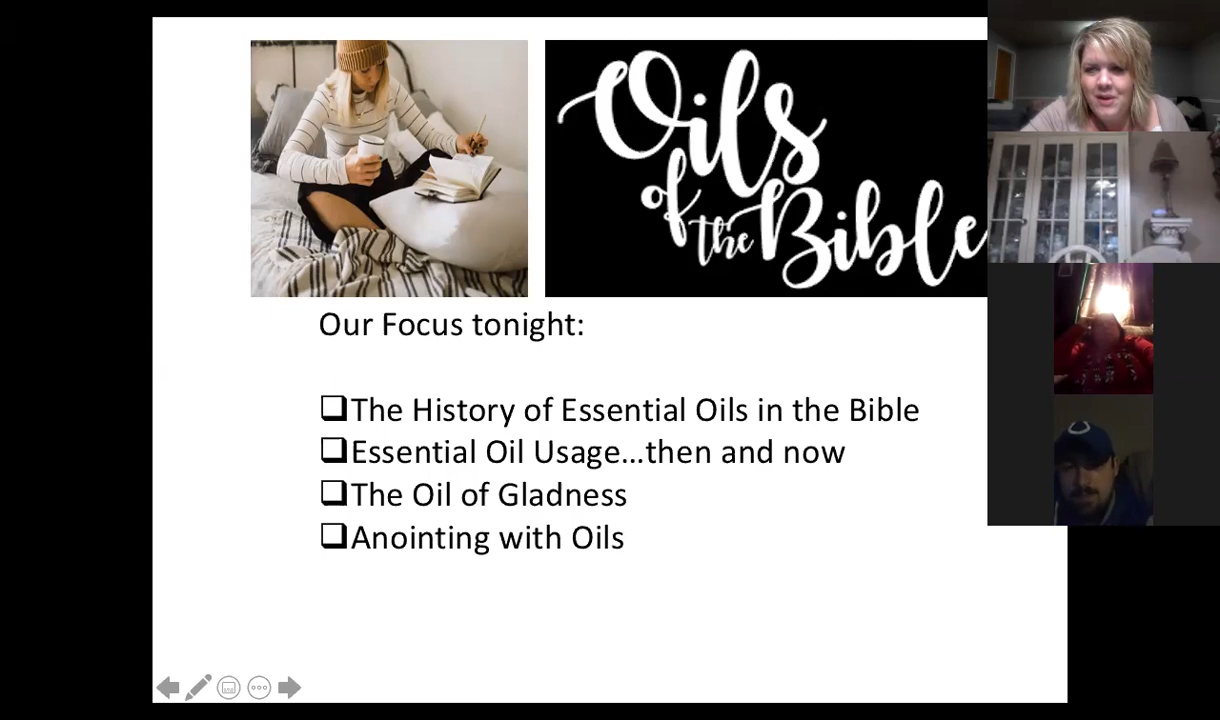 Oils
of
the Bible
Our Focus tonight:
❑The History of Essential Oils in the Bible
❑Essential Oil Usage...then and now
❑The Oil of Gladness
❑Anointing with Oils